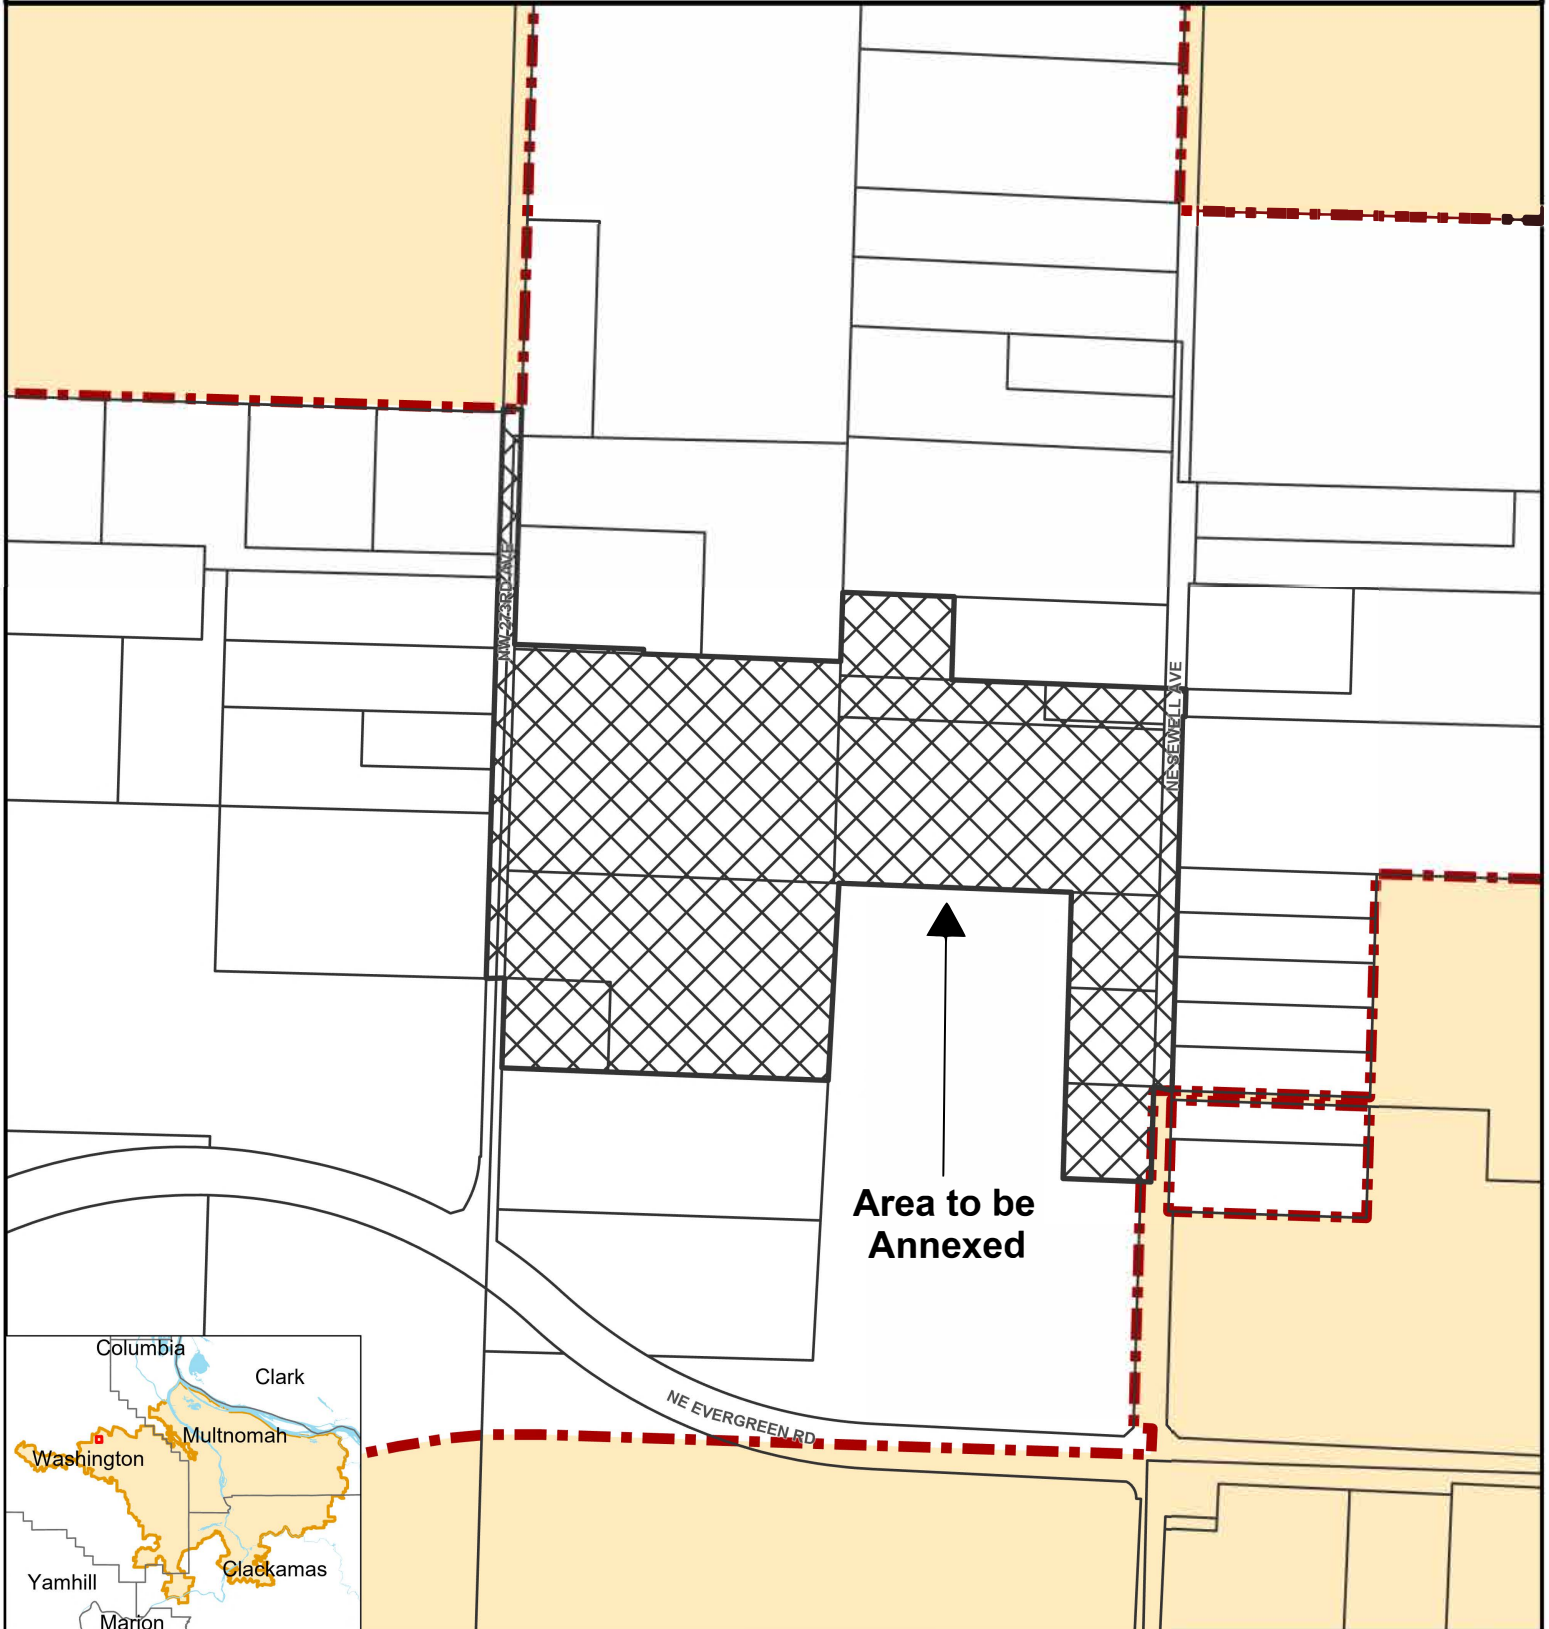 NW 273RD AVE
NE SEWELL AVE
Area to be
Annexed
NE EVERGREEN RD
Columbia
Clark
Multnomah
Washington
Clackamas
Yamhill
Marion